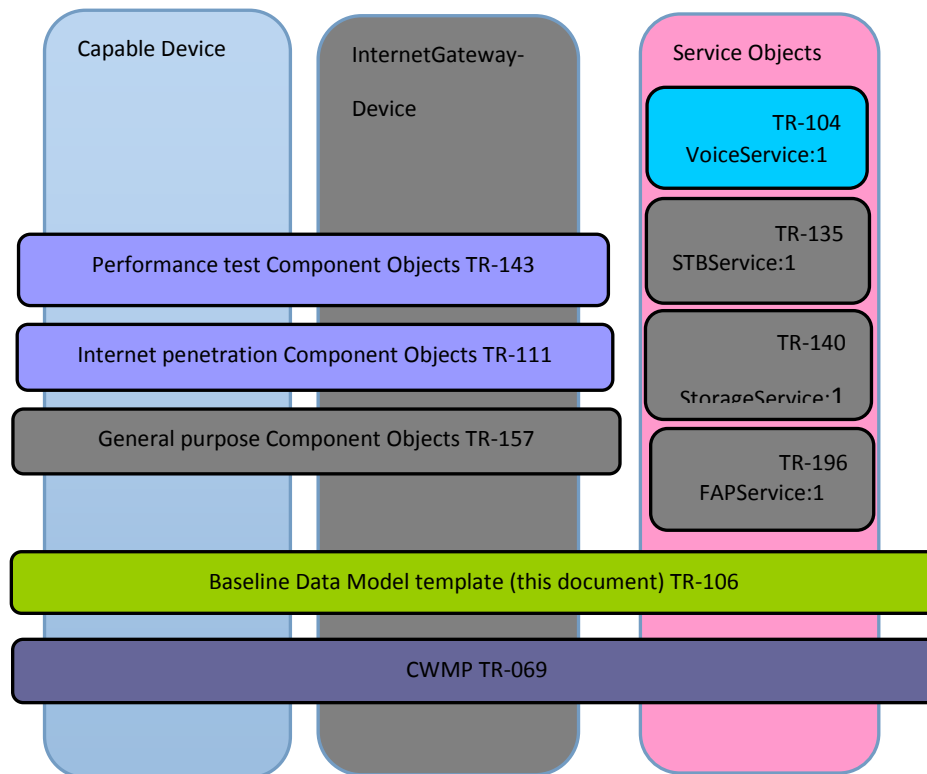 Capable Device
InternetGateway-
Device
Service Objects
TR-104
VoiceService:1
TR-135
STBService:1
TR-140
StorageService:1
TR-196
FAPService:1
Performance test Component Objects TR-143
Internet penetration Component Objects TR-111
General purpose Component Objects TR-157
Baseline Data Model template (this document) TR-106
CWMP TR-069